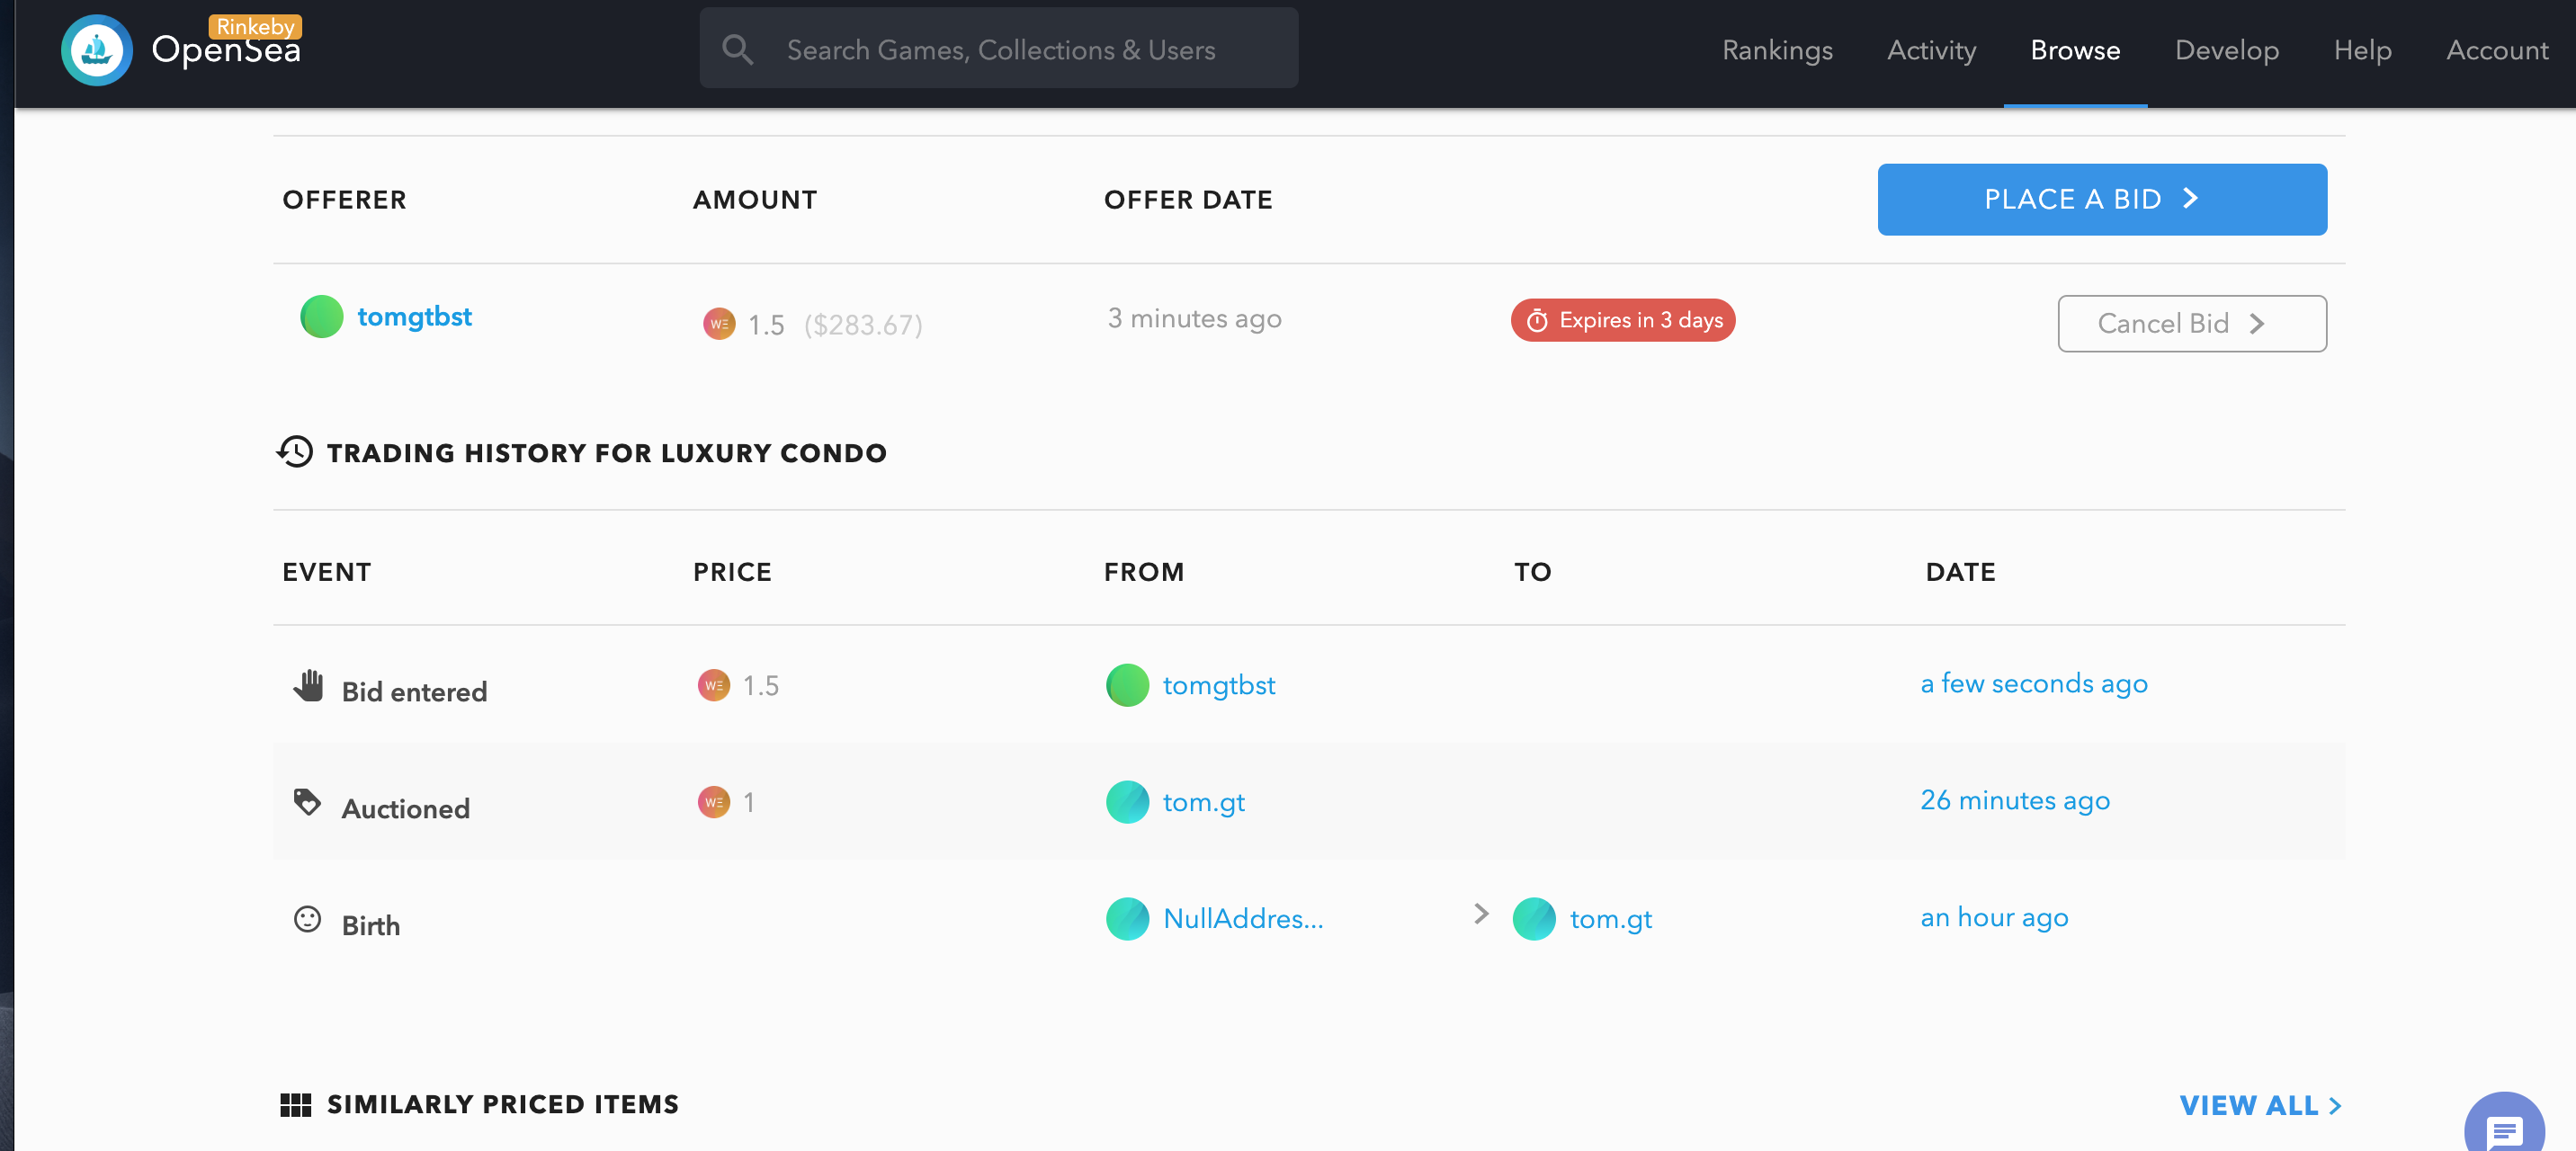 Rinkeby
OpenSea
Search Games, Collections & Users
Rankings Activity Browse Develop Help Account
OFFERER AMOUNT OFFER DATE PLACE A BID
tomgtbst WE 1.5 ($283.67) 3 minutes ago Expires in 3 days Cancel Bid
TRADING HISTORY FOR LUXURY CONDO
EVENT PRICE FROM TO DATE
Bid entered WE 1.5 tomgtbst a few seconds ago
Auctioned WE 1 tom.gt 26 minutes ago
Birth NullAddres... tom.gt an hour ago
SIMILARLY PRICED ITEMS VIEW ALL